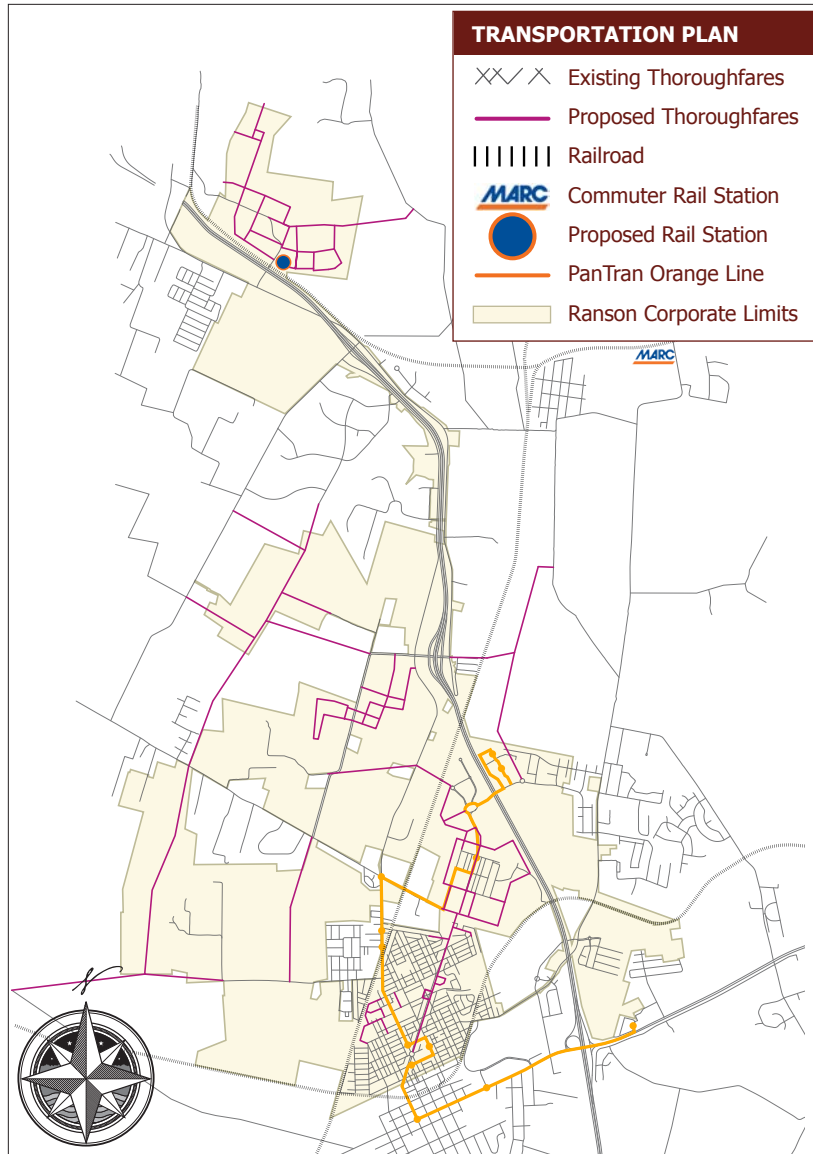 TRANSPORTATION PLAN
Existing Thoroughfares
Proposed Thoroughfares
Railroad
MARC Commuter Rail Station
Proposed Rail Station
PanTran Orange Line
Ranson Corporate Limits
MARC